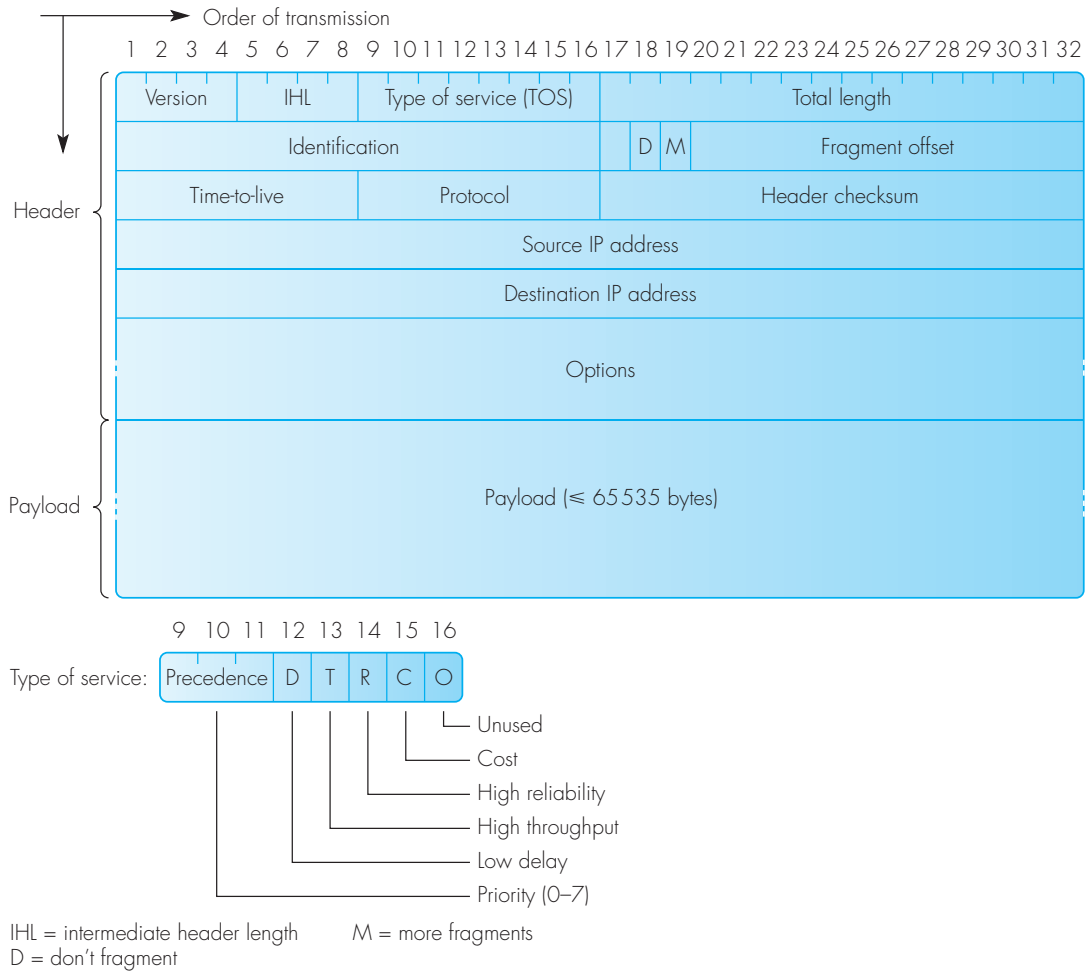 Order of transmission
1 2 3 4 5 6 7 8 9 10 11 12 13 14 15 16 17 18 19 20 21 22 23 24 25 26 27 28 29 30 31 32
Version IHL Type of service (TOS) Total length
Identification D M Fragment offset
Time-to-live Protocol Header checksum
Header
Source IP address
Destination IP address
Options
Payload
Payload (⩽ 65 535 bytes)
9 10 11 12 13 14 15 16
Type of service: Precedence D T R C O
Unused
Cost
High reliability
High throughput
Low delay
Priority (0–7)
IHL = intermediate header length M = more fragments
D = don't fragment